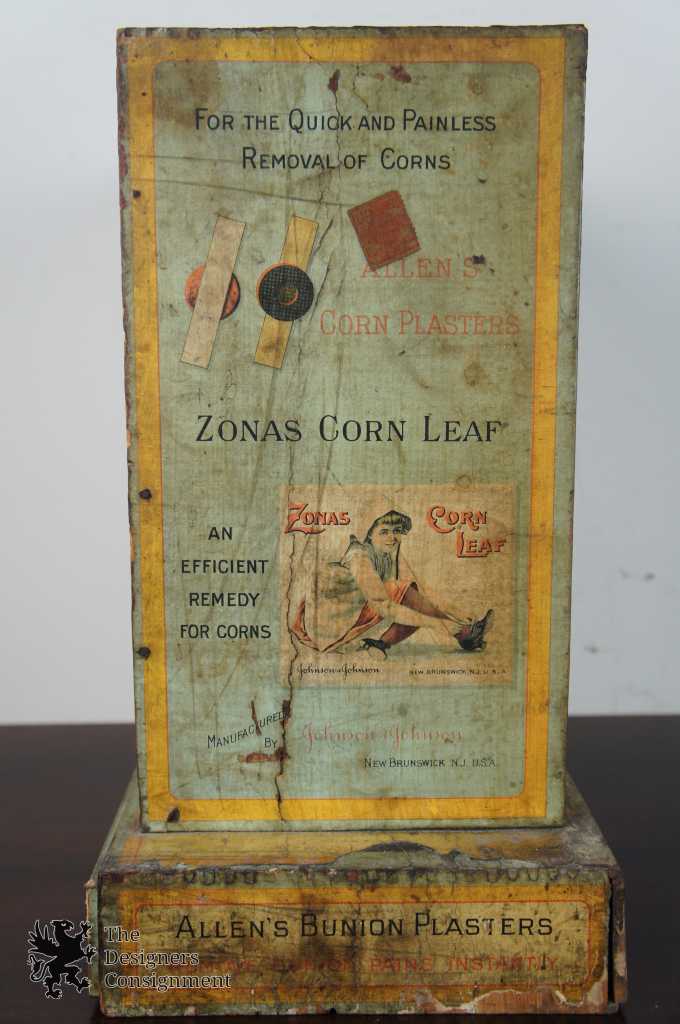 FOR THE QUICK AND PAINLESS
REMOVAL OF CORNS
ALLEN'S
CORN PLASTERS
ZONAS CORN LEAF
AN
EFFICIENT
REMEDY
FOR CORNS
ZONAS CORN
LEAF
Johnson & Johnson NEW BRUNSWICK, N.J. U.S.A.
MANUFACTURED
BY Johnson & Johnson
NEW BRUNSWICK N.J. U.S.A.
ALLEN'S BUNION PLASTERS
BUNION PAINS INSTANTLY
The
Designers
Consignment